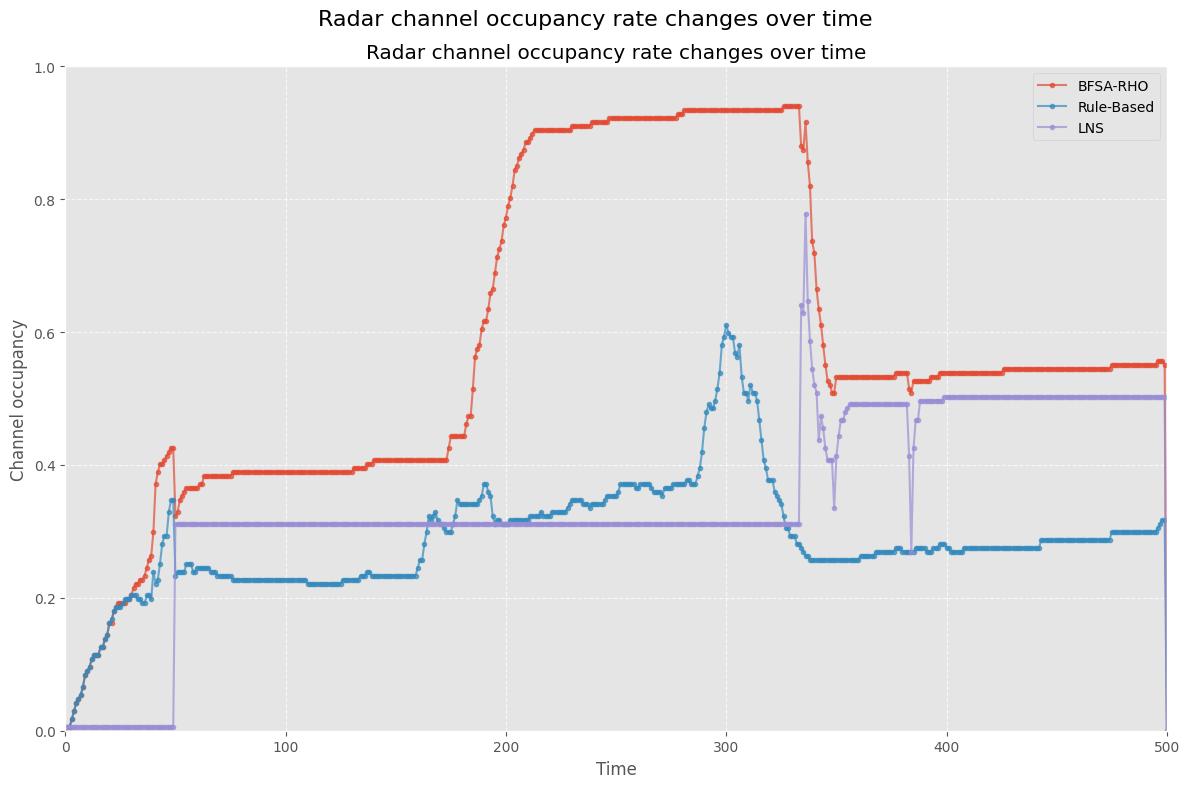 Radar channel occupancy rate changes over time
Radar channel occupancy rate changes over time
1.0
0.8
0.6
0.4
0.2
0.0
Channel occupancy
BFSA-RHO
Rule-Based
LNS
0 100 200 300 400 500
Time